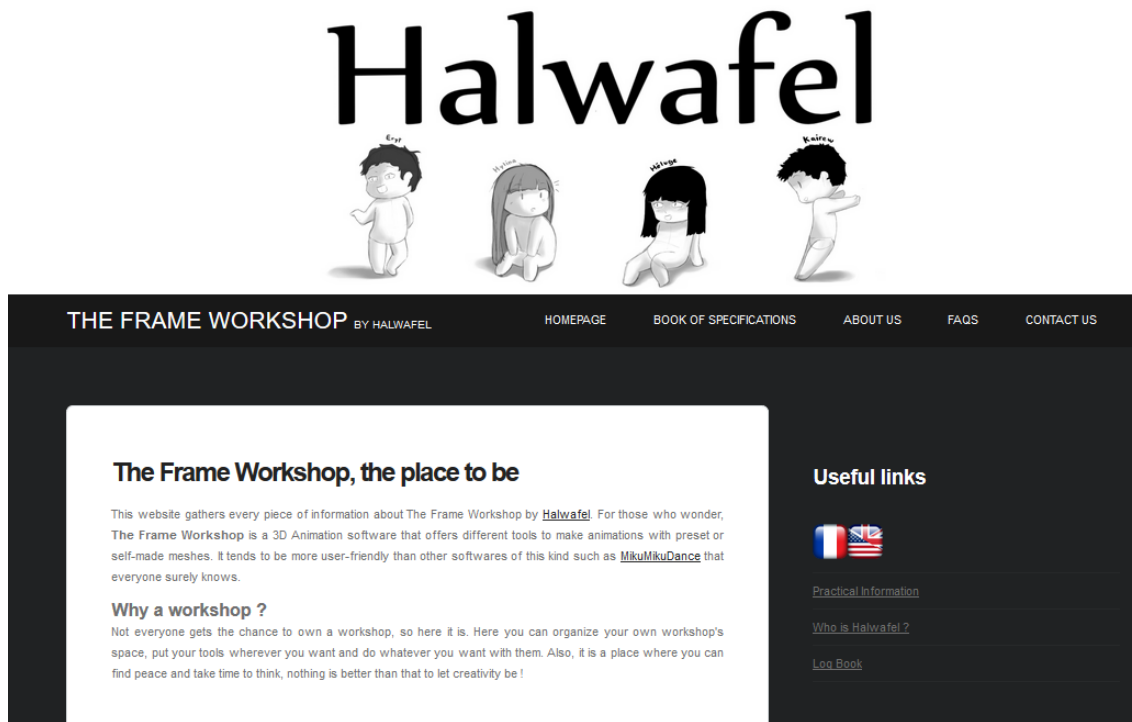 Halwafel
Eryf
Hylina
Héluge
Kairew
THE FRAME WORKSHOP BY HALWAFEL
HOMEPAGE BOOK OF SPECIFICATIONS ABOUT US FAQS CONTACT US
The Frame Workshop, the place to be
This website gathers every piece of information about The Frame Workshop by Halwafel. For those who wonder,
The Frame Workshop is a 3D Animation software that offers different tools to make animations with preset or
self-made meshes. It tends to be more user-friendly than other softwares of this kind such as MikuMikuDance that
everyone surely knows.
Why a workshop ?
Not everyone gets the chance to own a workshop, so here it is. Here you can organize your own workshop's
space, put your tools wherever you want and do whatever you want with them. Also, it is a place where you can
find peace and take time to think, nothing is better than that to let creativity be !
Useful links
Practical Information
Who is Halwafel ?
Log Book